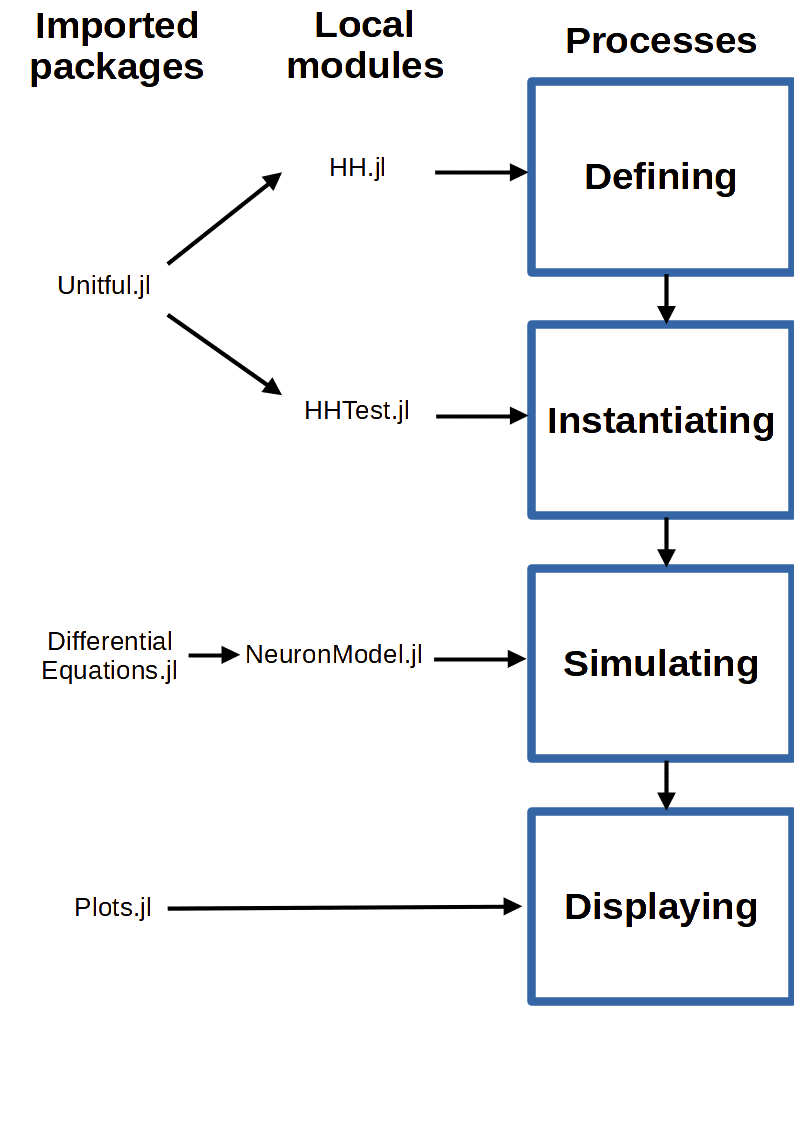 Imported
packages
Local
modules
Processes
HH.jl
Defining
Unitful.jl
HHTest.jl
Instantiating
Differential
Equations.jl
NeuronModel.jl
Simulating
Plots.jl
Displaying